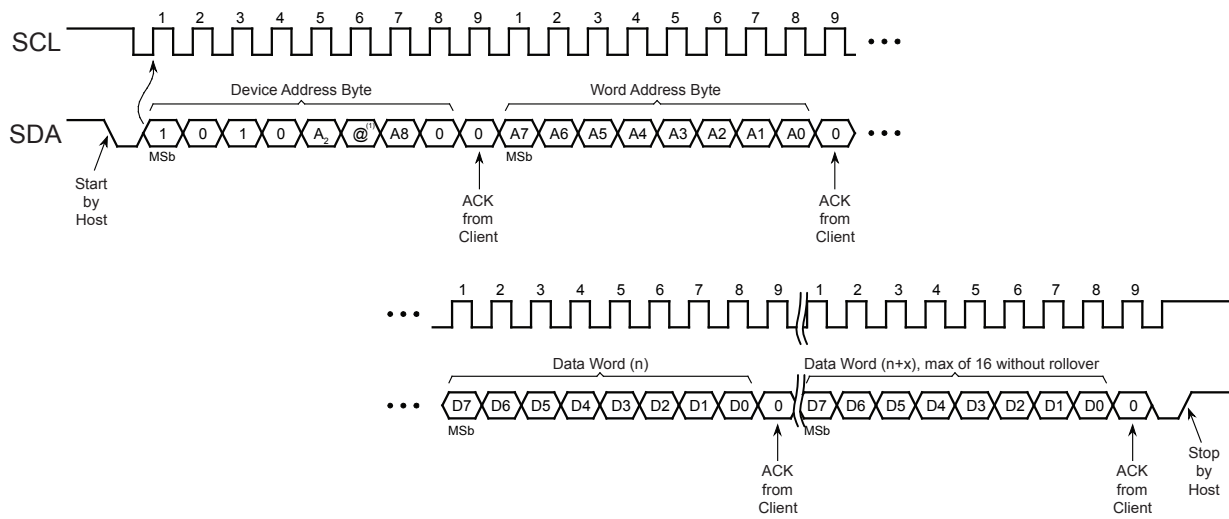 1 2 3 4 5 6 7 8 9 1 2 3 4 5 6 7 8 9
SCL
Device Address Byte Word Address Byte
SDA 1 0 1 0 A2 @(1) A8 0 0 A7 A6 A5 A4 A3 A2 A1 A0 0
MSb MSb
Start
by
Host
ACK
from
Client
ACK
from
Client
1 2 3 4 5 6 7 8 9 1 2 3 4 5 6 7 8 9
Data Word (n) Data Word (n+x), max of 16 without rollover
D7 D6 D5 D4 D3 D2 D1 D0 0 D7 D6 D5 D4 D3 D2 D1 D0 0
MSb MSb
ACK
from
Client
ACK
from
Client
Stop
by
Host